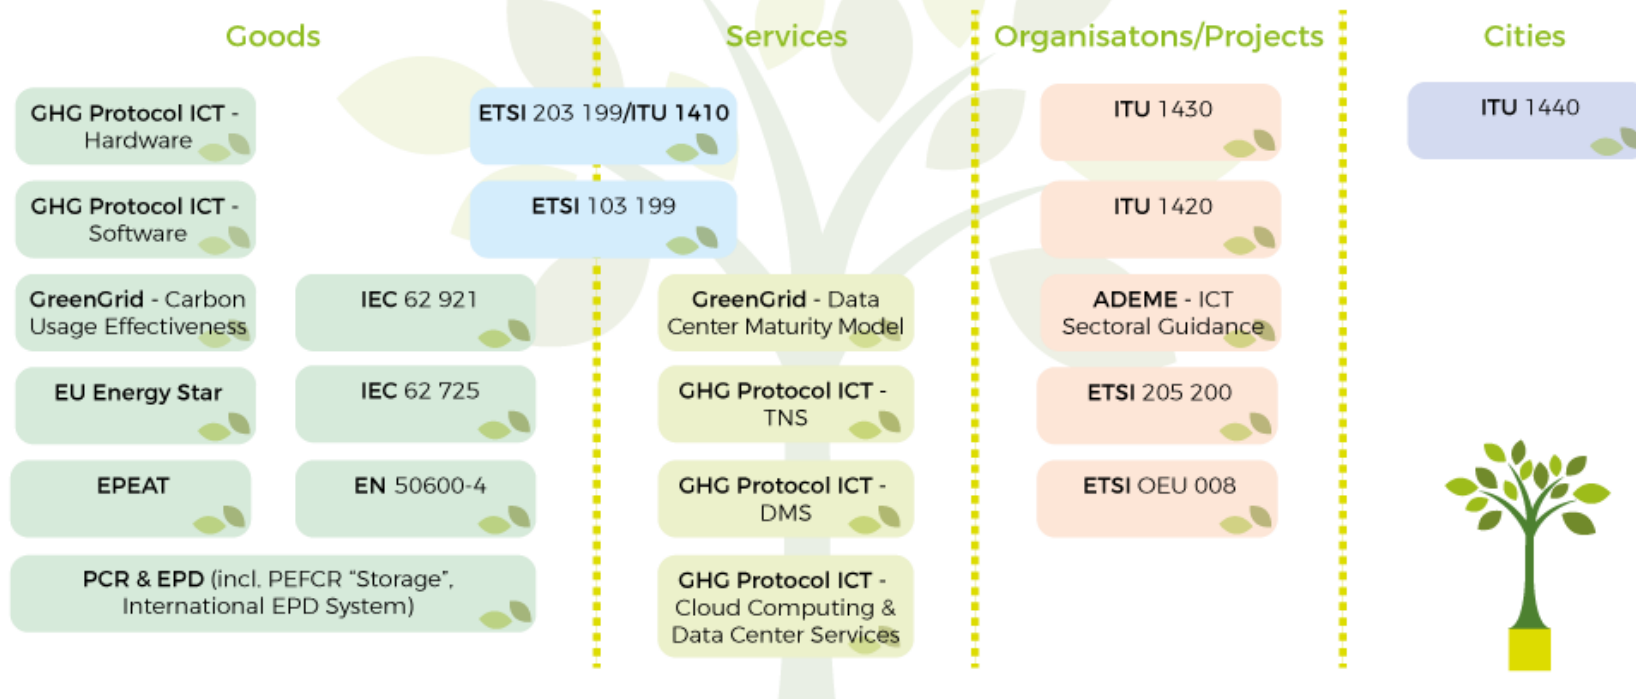 Goods
Services
Organisatons/Projects
Cities
GHG Protocol ICT -
Hardware
ETSI 203 199/ITU 1410
ITU 1430
ITU 1440
GHG Protocol ICT -
Software
ETSI 103 199
ITU 1420
GreenGrid - Carbon
Usage Effectiveness
IEC 62 921
GreenGrid - Data
Center Maturity Model
ADEME - ICT
Sectoral Guidance
EU Energy Star
IEC 62 725
GHG Protocol ICT -
TNS
ETSI 205 200
EPEAT
EN 50600-4
GHG Protocol ICT -
DMS
ETSI OEU 008
PCR & EPD (incl. PEFCR “Storage”,
International EPD System)
GHG Protocol ICT -
Cloud Computing &
Data Center Services